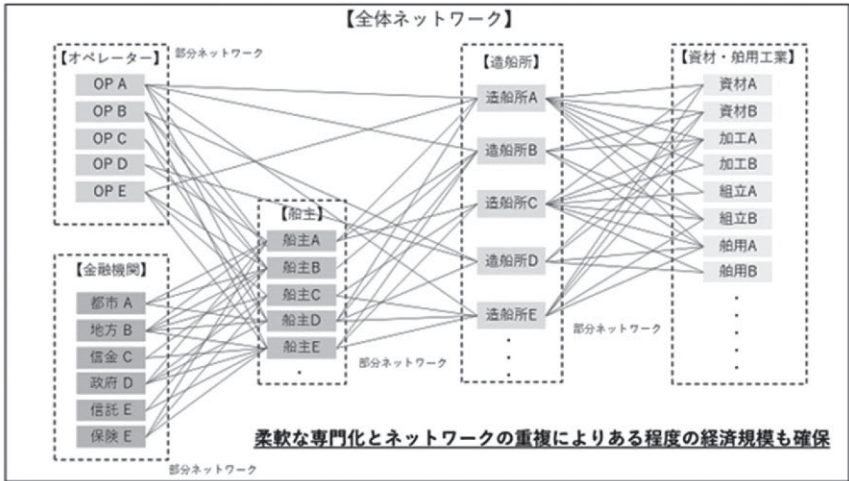 【全体ネットワーク】
【オペレーター】
部分ネットワーク
OP A
OP B
OP C
OP D
OP E
【金融機関】
都市 A
地方 B
信金 C
政府 D
信託 E
保険 E
部分ネットワーク
【船主】
船主A
船主B
船主C
船主D
船主E
部分ネットワーク
【造船所】
造船所A
造船所B
造船所C
造船所D
造船所E
部分ネットワーク
【資材・舶用工業】
資材A
資材B
加工A
加工B
組立A
組立B
舶用A
舶用B
柔軟な専門化とネットワークの重複によりある程度の経済規模も確保